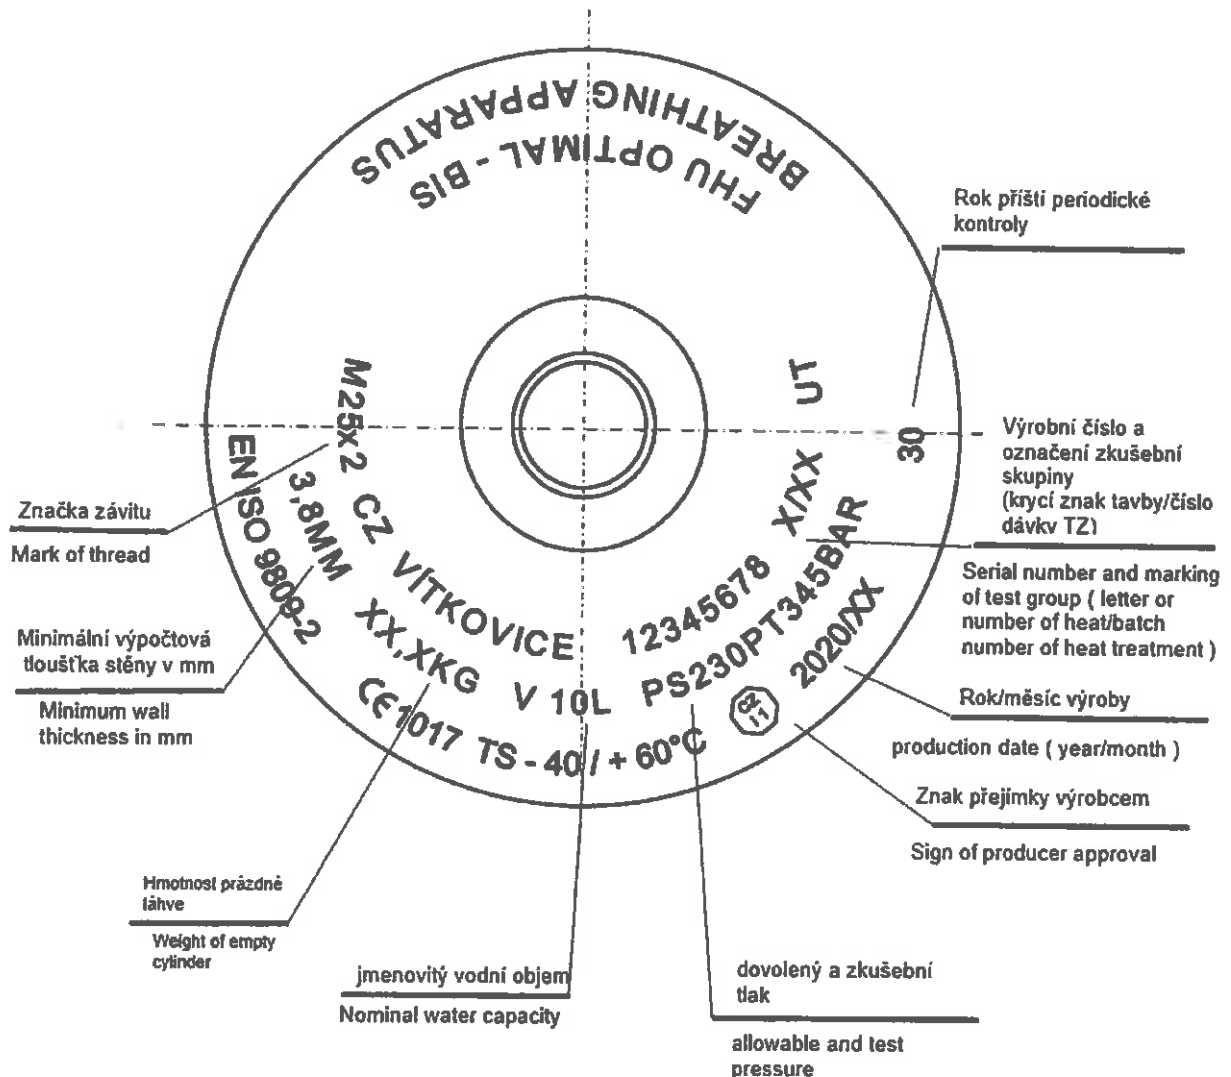 BREATHING APPARATUS
FHU OPTIMAL - BIS
M25x2 CZ VÍTKOVICE 12345678 X/XX UT
3,8MM XX,XKG V 10L PS230PT345BAR
EN ISO 9809-2 CE1017 TS - 40 / + 60°C CZ 11 2020/XX 30
Rok příští periodické
kontroly
Výrobní číslo a
označení zkušební
skupiny
(krycí znak tavby/číslo
dávky TZ)
Serial number and marking
of test group ( letter or
number of heat/batch
number of heat treatment )
Rok/měsíc výroby
production date ( year/month )
Znak přejímky výrobcem
Sign of producer approval
Značka závitu
Mark of thread
Minimální výpočtová
tloušťka stěny v mm
Minimum wall
thickness in mm
Hmotnost prázdné
láhve
Weight of empty
cylinder
jmenovitý vodní objem
Nominal water capacity
dovolený a zkušební
tlak
allowable and test
pressure